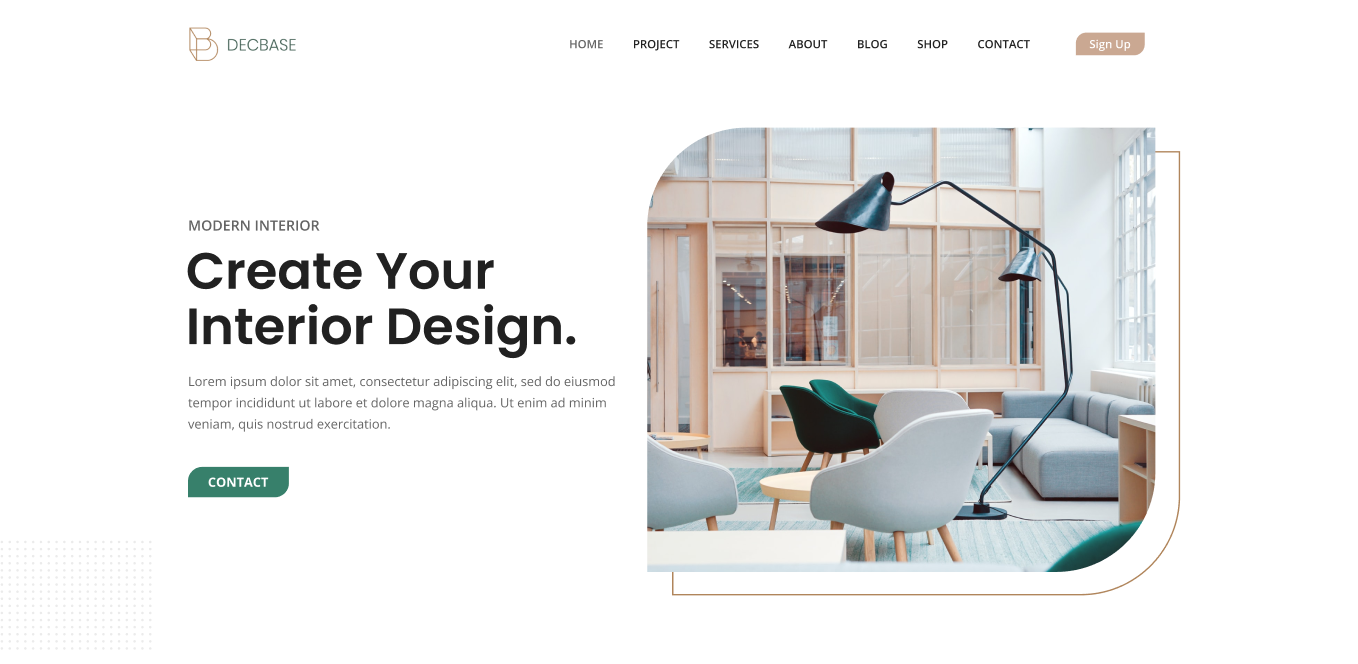 DECBASE
HOME PROJECT SERVICES ABOUT BLOG SHOP CONTACT Sign Up
MODERN INTERIOR
Create Your
Interior Design.
Lorem ipsum dolor sit amet, consectetur adipiscing elit, sed do eiusmod
tempor incididunt ut labore et dolore magna aliqua. Ut enim ad minim
veniam, quis nostrud exercitation.
CONTACT